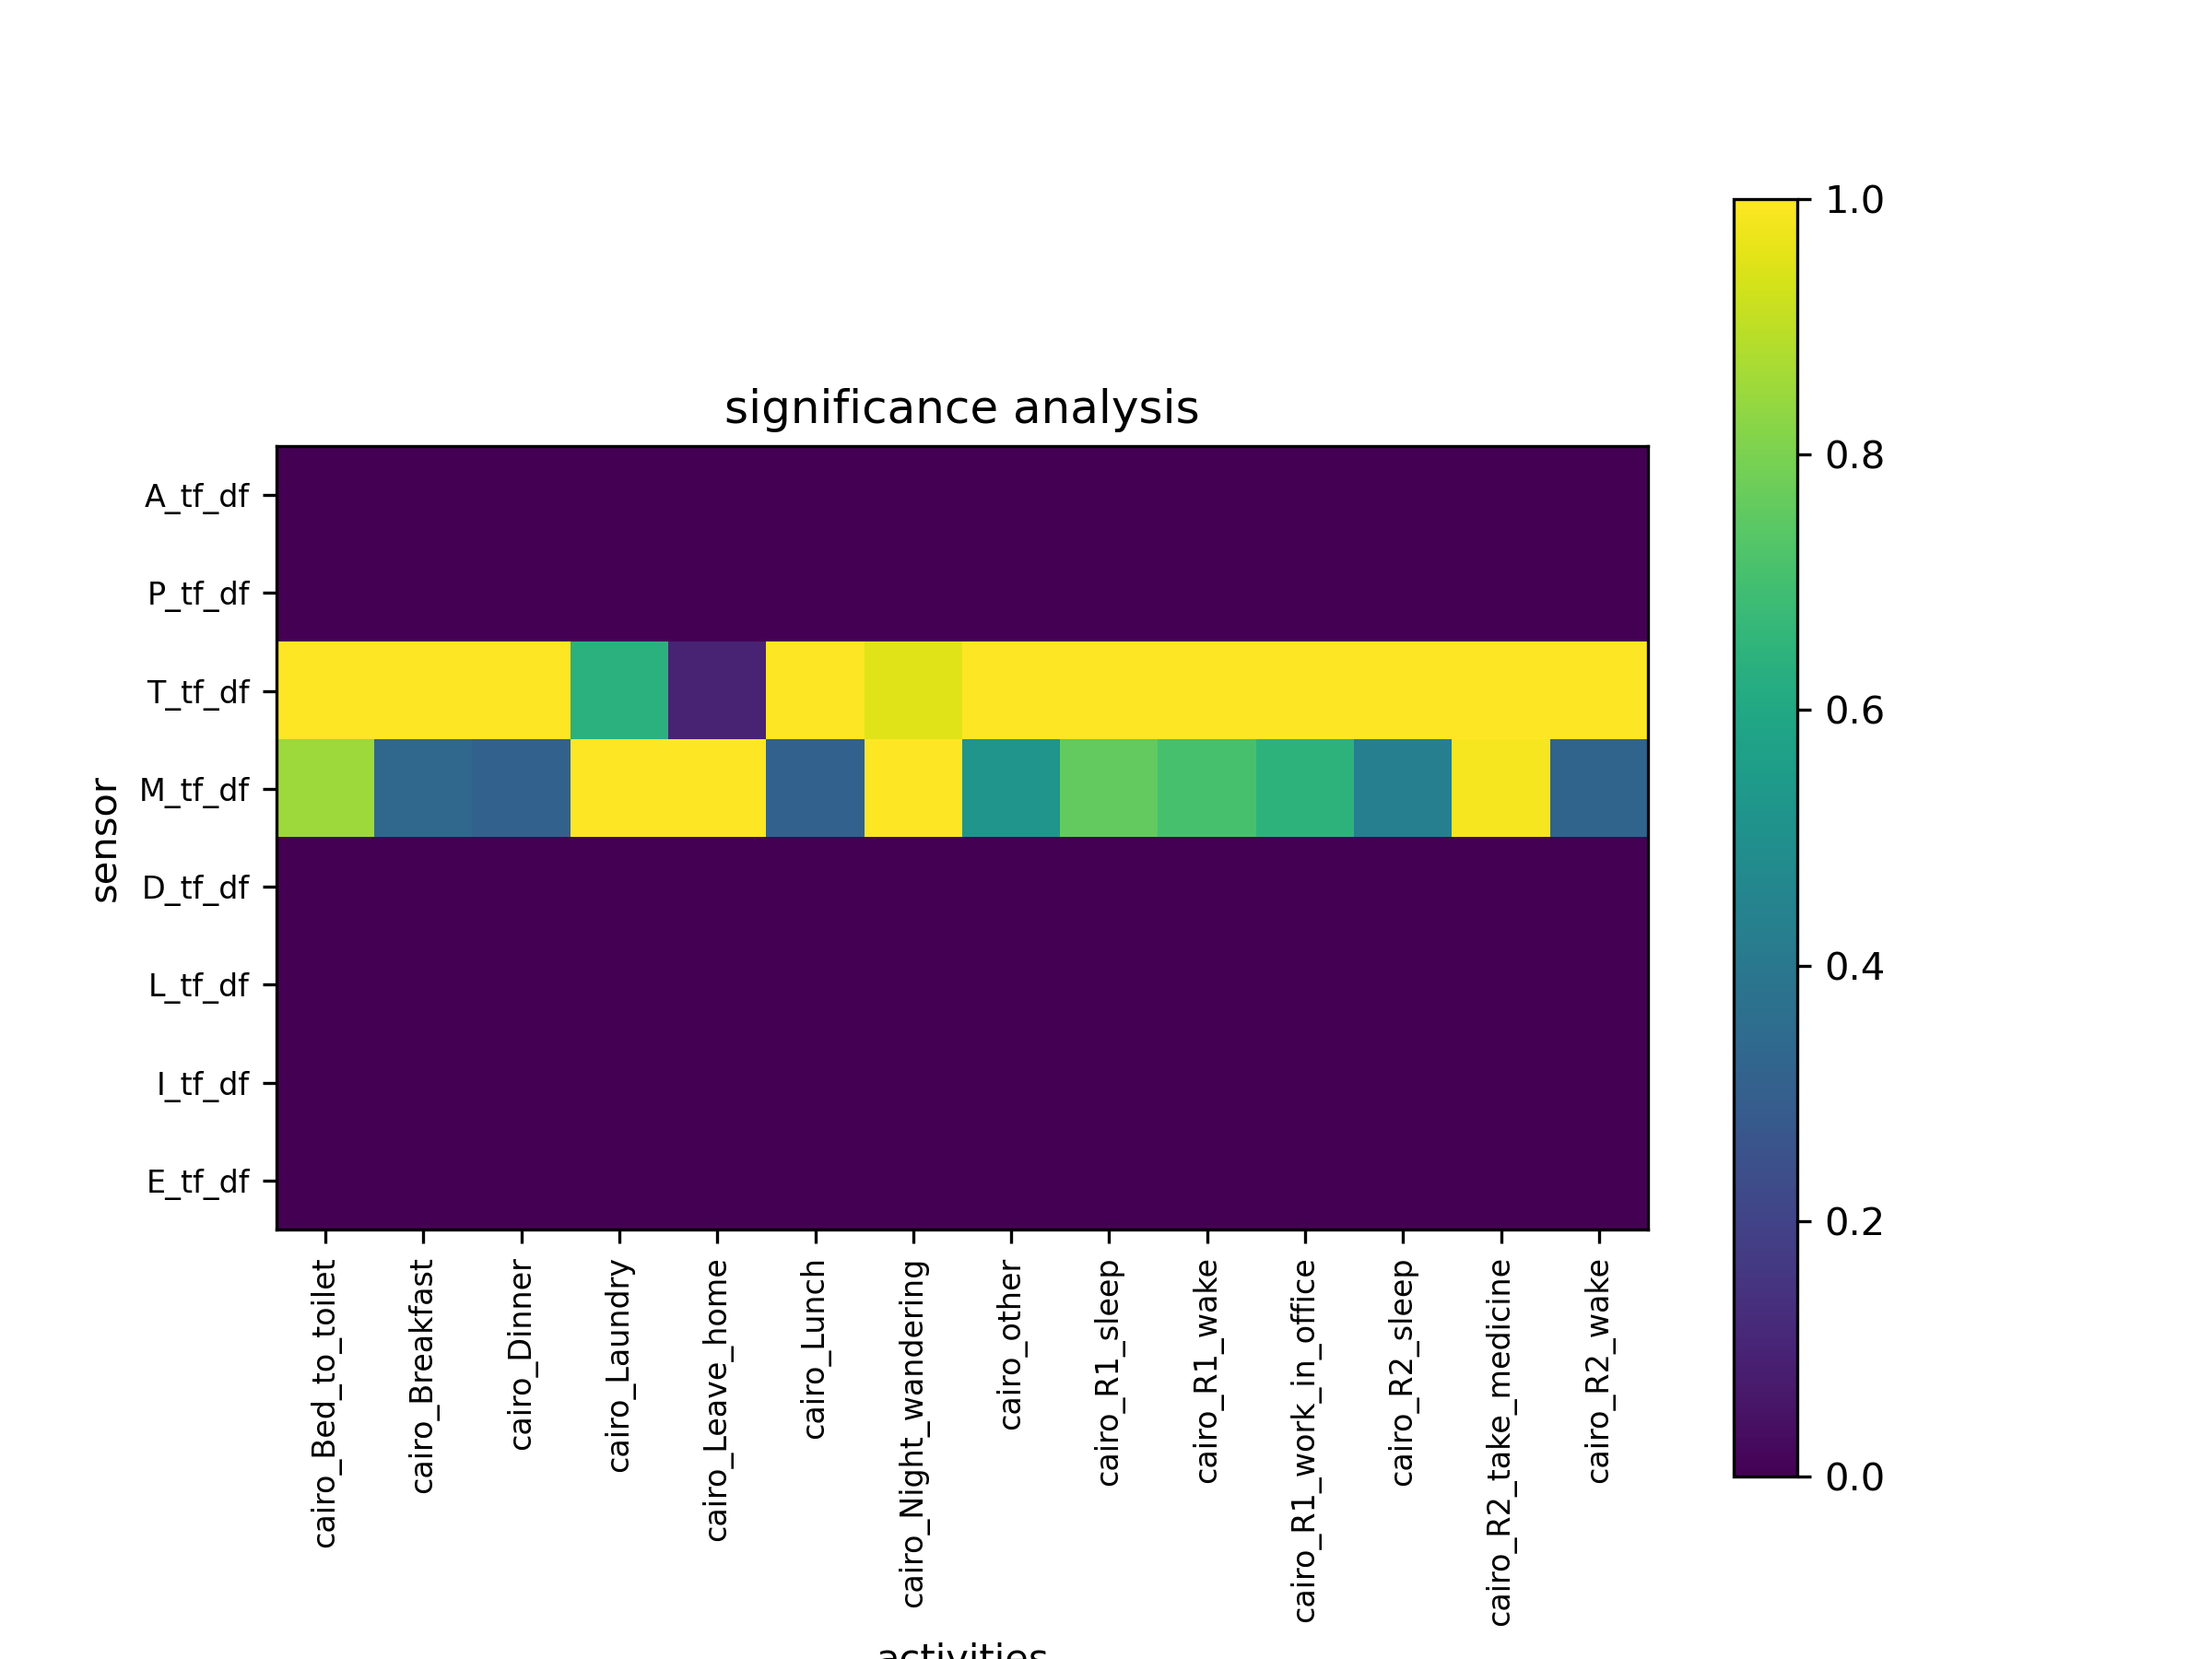 significance analysis
A_tf_df
P_tf_df
T_tf_df
M_tf_df
D_tf_df
L_tf_df
I_tf_df
E_tf_df
sensor
cairo_Bed_to_toilet
cairo_Breakfast
cairo_Dinner
cairo_Laundry
cairo_Leave_home
cairo_Lunch
cairo_Night_wandering
cairo_other
cairo_R1_sleep
cairo_R1_wake
cairo_R1_work_in_office
cairo_R2_sleep
cairo_R2_take_medicine
cairo_R2_wake
activities
1.0
0.8
0.6
0.4
0.2
0.0